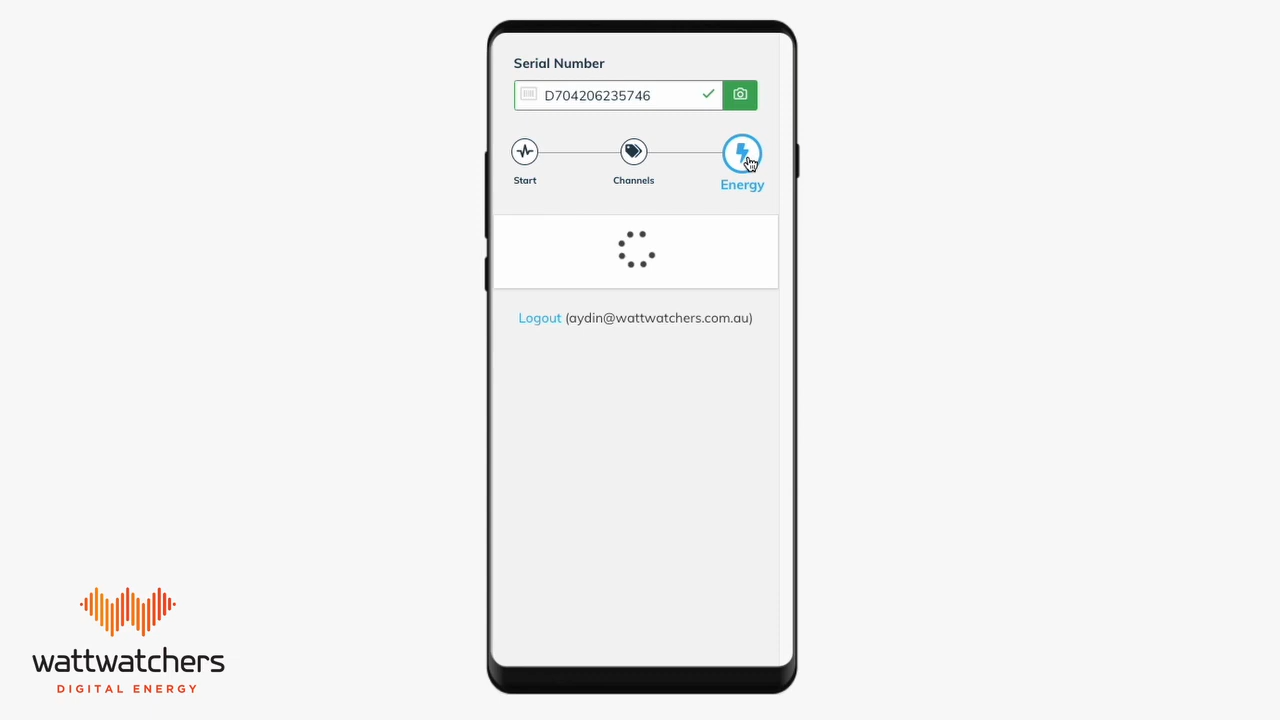 Serial Number
D704206235746
Start
Channels
Energy
Logout (aydin@wattwatchers.com.au)
wattwatchers
DIGITAL ENERGY